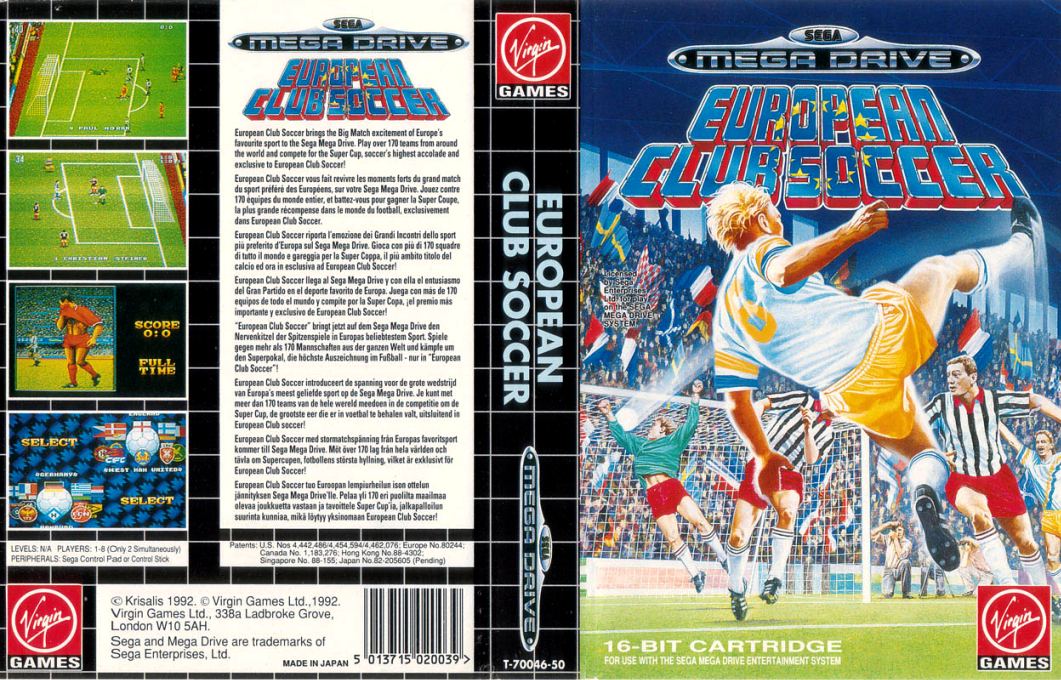 SEGA
MEGA DRIVE
EUROPEAN
CLUB SOCCER
European Club Soccer brings the Big Match excitement of Europe's
favourite sport to the Sega Mega Drive. Play over 170 teams from around
the world and compete for the Super Cup, soccer's highest accolade and
exclusive to European Club Soccer!
European Club Soccer vous fait revivre les moments forts du grand match
du sport préféré des Européens, sur votre Sega Mega Drive. Jouez contre
170 équipes du monde entier, et battez-vous pour gagner la Super Coupe,
la plus grande récompense dans le monde du football, exclusivement
dans European Club Soccer.
European Club Soccer riporta l'emozione dei Grandi Incontri dello sport
più preferito d'Europa sul Sega Mega Drive. Gioca con più di 170 squadre
di tutto il mondo e gareggia per la Super Coppa, il più ambito titolo del
calcio ed ora in esclusiva ad European Club Soccer!
European Club Soccer llega al Sega Mega Drive y con ella el entusiasmo
del Gran Partido en el deporte favorito de Europa. Juega con más de 170
equipos de todo el mundo y compite por la Super Copa, ¡el premio más
importante y exclusivo de European Club Soccer!
"European Club Soccer" bringt jetzt auf dem Sega Mega Drive den
Nervenkitzel der Spitzenspiele in Europas beliebtestem Sport. Spiele
gegen mehr als 170 Mannschaften aus der ganzen Welt und kämpfe um
den Superpokal, die höchste Auszeichnung im Fußball - nur in "European
Club Soccer"!
European Club Soccer introduceert de spanning voor de grote wedstrijd
van Europa's meest geliefde sport op de Sega Mega Drive. Je kunt met
meer dan 170 teams van de hele wereld meedoen in de competitie om de
Super Cup, de grootste eer die er in voetbal te behalen valt, uitsluitend in
European Club soccer!
European Club Soccer med stormatchspänning från Europas favoritsport
kommer till Sega Mega Drive. Möt över 170 lag från hela världen och
tävla om Supercupen, fotbollens största hyllning, vilket är exklusivt för
European Club Soccer!
European Club Soccer tuo Euroopan lempiurheilun ison ottelun
jännityksen Sega Mega Drive'lle. Pelaa yli 170 eri puolilta maailmaa
olevaa joukkuetta vastaan ja tavoittele Super Cup'ia, jalkapalloilun
suurinta kunniaa, mikä löytyy yksinomaan European Club Soccer!
34
SCORE
0:0
FULL
TIME
ENGLAND
SELECT
WEST HAM UNITED
GERMANY
SELECT
LEVELS: N/A PLAYERS: 1-8 (Only 2 Simultaneously)
PERIPHERALS: Sega Control Pad or Control Stick
Patents: U.S. Nos 4,442,486/4,454,594/4,462,076; Europe No.80244;
Canada No. 1,183,276; Hong Kong No.88-4302;
Singapore No. 88-155; Japan No.82-205605 (Pending)
Virgin
GAMES
© Krisalis 1992. © Virgin Games Ltd.,1992.
Virgin Games Ltd., 338a Ladbroke Grove,
London W10 5AH.
Sega and Mega Drive are trademarks of
Sega Enterprises, Ltd.
MADE IN JAPAN
5 013715 020039 >
Virgin
GAMES
EUROPEAN
CLUB SOCCER
SEGA
MEGA DRIVE
T-70046-50
SEGA
MEGA DRIVE
EUROPEAN
CLUB SOCCER
Licensed
by Sega
Enterprises
Ltd. for play
on the SEGA
MEGA DRIVE
SYSTEM.
16-BIT CARTRIDGE
FOR USE WITH THE SEGA MEGA DRIVE ENTERTAINMENT SYSTEM
Virgin
GAMES